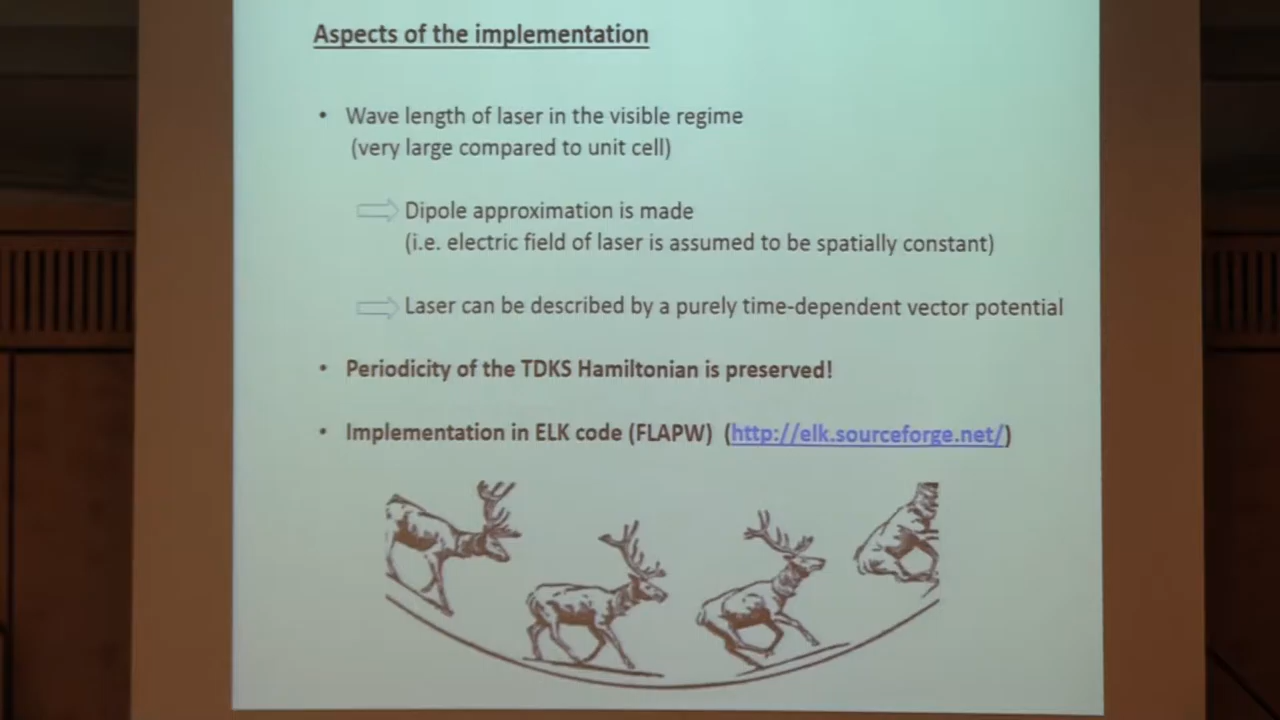 Aspects of the implementation
• Wave length of laser in the visible regime
(very large compared to unit cell)
Dipole approximation is made
(i.e. electric field of laser is assumed to be spatially constant)
Laser can be described by a purely time-dependent vector potential
• Periodicity of the TDKS Hamiltonian is preserved!
• Implementation in ELK code (FLAPW) (http://elk.sourceforge.net/)